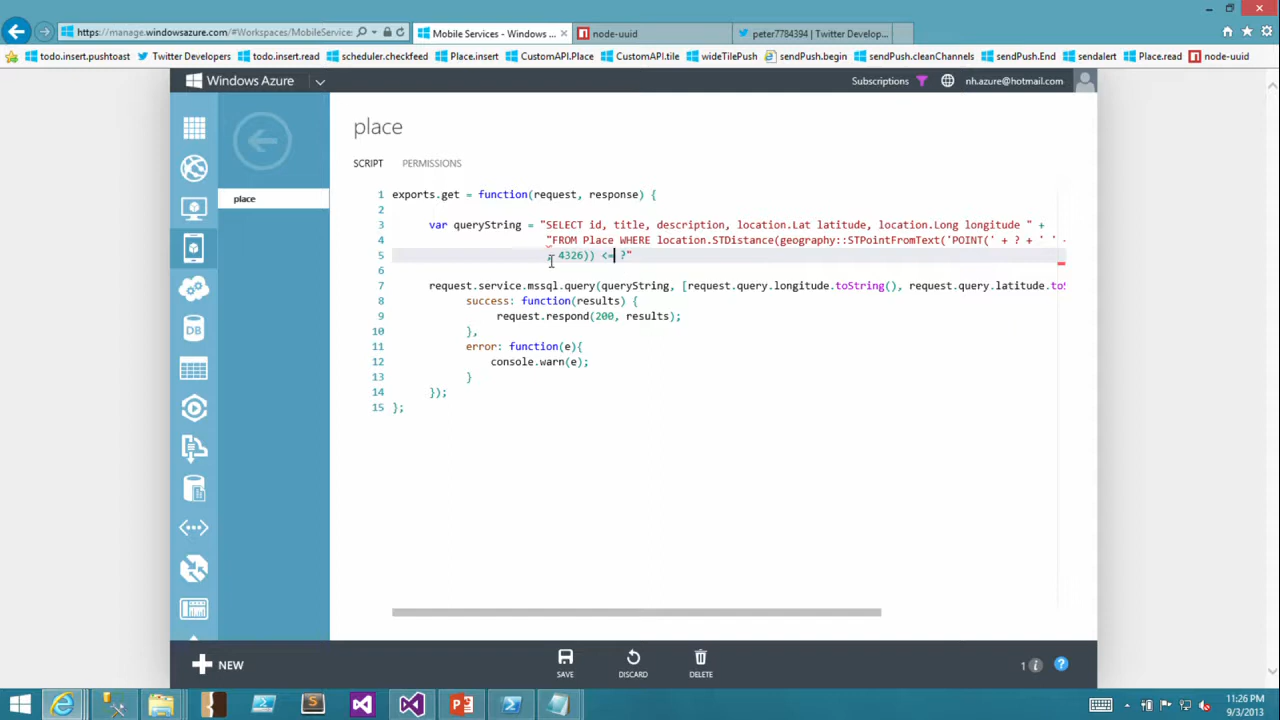 https://manage.windowsazure.com/#Workspaces/MobileService
Mobile Services - Windows ...
node-uuid
peter7784394 | Twitter Develop...
todo.insert.pushtoast
Twitter Developers
todo.insert.read
scheduler.checkfeed
Place.insert
CustomAPI.Place
CustomAPI.tile
wideTilePush
sendPush.begin
sendPush.cleanChannels
sendPush.End
sendalert
Place.read
node-uuid
Windows Azure
Subscriptions
nh.azure@hotmail.com
place
place
SCRIPT
PERMISSIONS
1 exports.get = function(request, response) {
2
3 var queryString = "SELECT id, title, description, location.Lat latitude, location.Long longitude " +
4 "FROM Place WHERE location.STDistance(geography::STPointFromText('POINT(' + ? + ' '
5 , 4326)) <= ?"
6
7 request.service.mssql.query(queryString, [request.query.longitude.toString(), request.query.latitude.toS
8 success: function(results) {
9 request.respond(200, results);
10 },
11 error: function(e){
12 console.warn(e);
13 }
14 });
15 };
DB
NEW
SAVE
DISCARD
DELETE
1
11:26 PM
9/3/2013